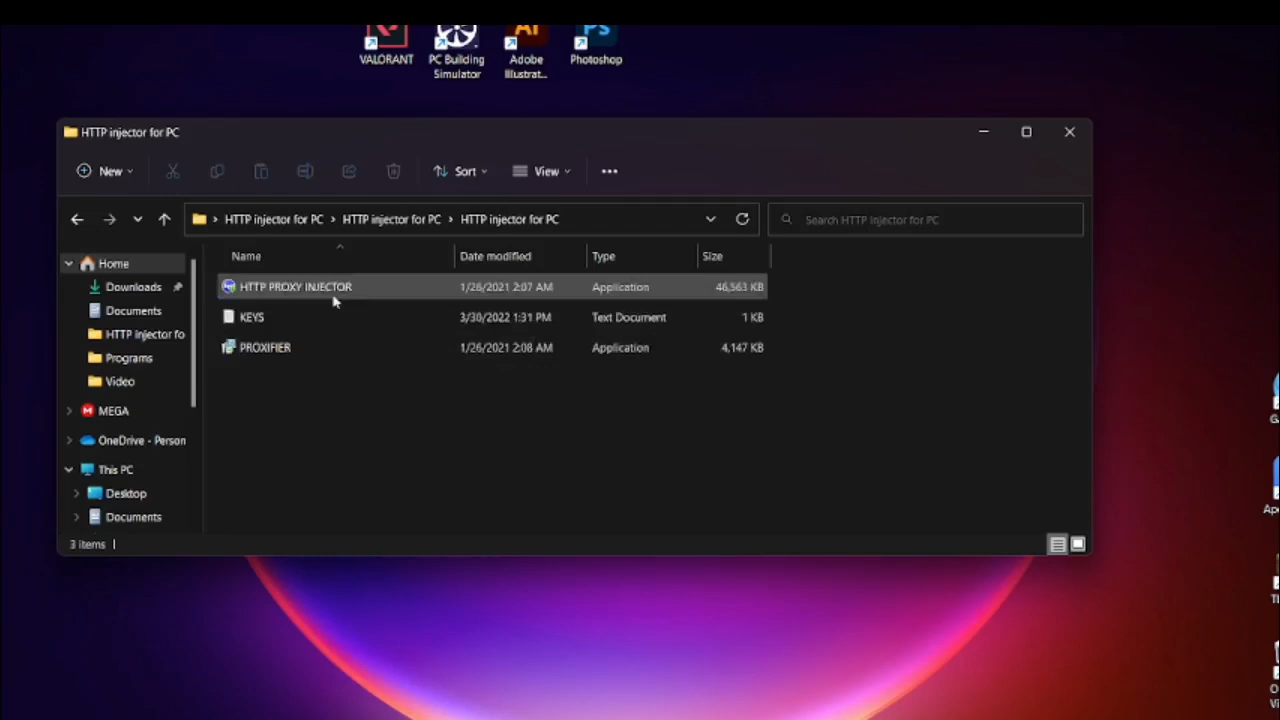 VALORANT
PC Building
Simulator
Adobe
Illustrat...
Photoshop
Ai
Ps
HTTP injector for PC
New
Sort
View
HTTP injector for PC > HTTP injector for PC > HTTP injector for PC
Search HTTP injector for PC
Name Date modified Type Size
HTTP PROXY INJECTOR 1/26/2021 2:07 AM Application 46,563 KB
KEYS 3/30/2022 1:31 PM Text Document 1 KB
PROXIFIER 1/26/2021 2:08 AM Application 4,147 KB
Home
Downloads
Documents
HTTP injector fo
Programs
Video
MEGA
OneDrive - Person
This PC
Desktop
Documents
3 items